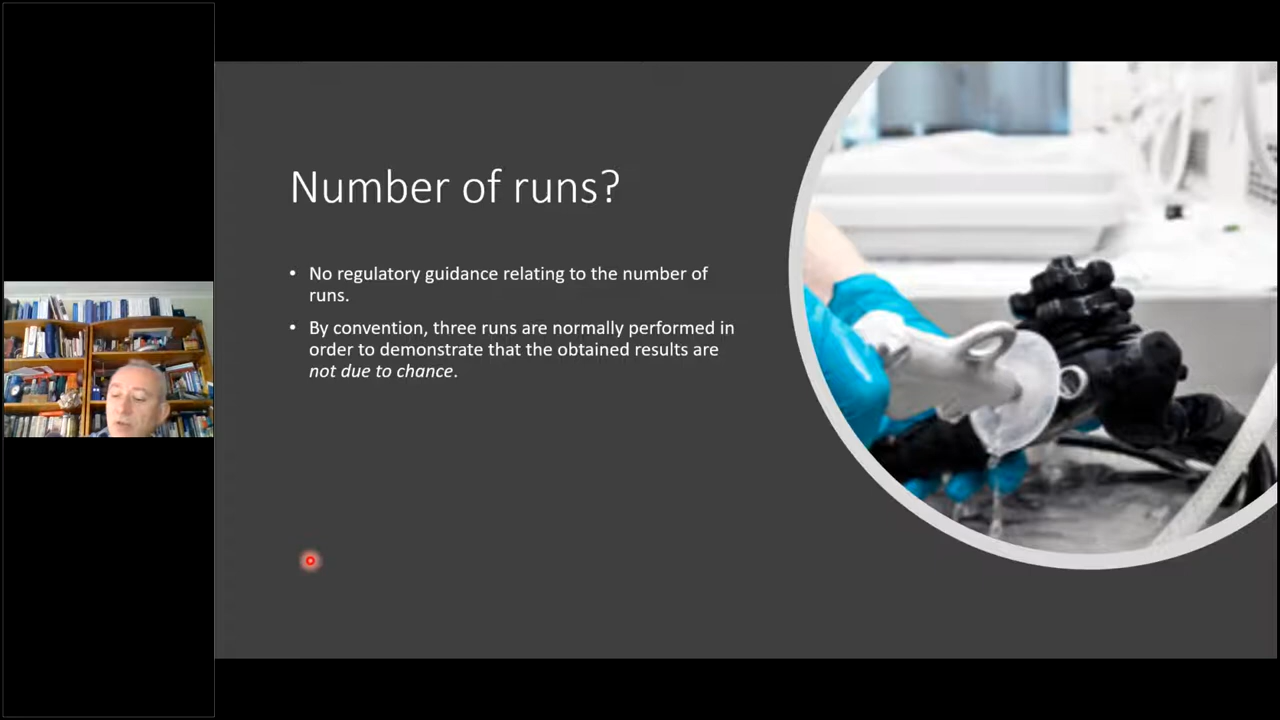 Number of runs?
• No regulatory guidance relating to the number of
runs.
• By convention, three runs are normally performed in
order to demonstrate that the obtained results are
not due to chance.